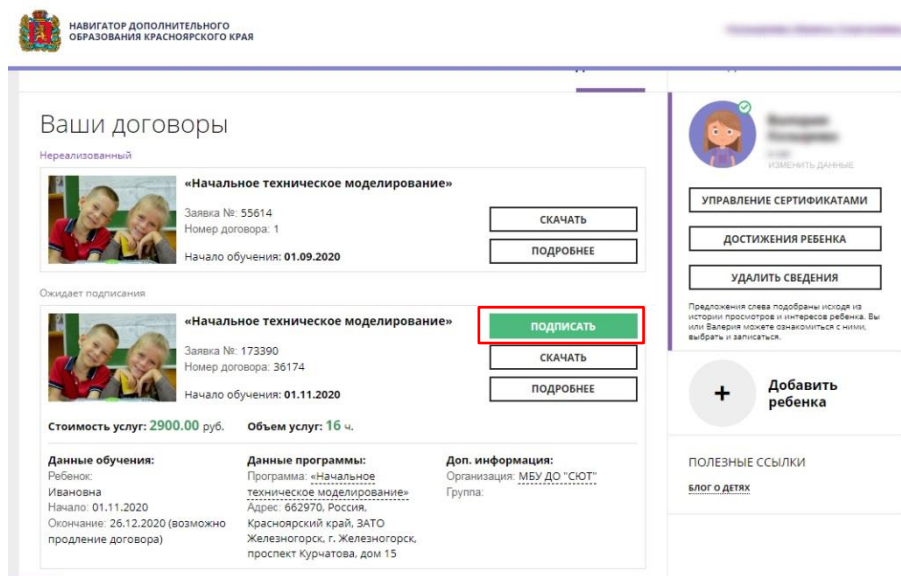 НАВИГАТОР ДОПОЛНИТЕЛЬНОГО
ОБРАЗОВАНИЯ КРАСНОЯРСКОГО КРАЯ
Ваши договоры
Нереализованный
«Начальное техническое моделирование»
Заявка №: 55614
Номер договора: 1
Начало обучения: 01.09.2020
СКАЧАТЬ
ПОДРОБНЕЕ
Ожидает подписания
«Начальное техническое моделирование»
Заявка №: 173390
Номер договора: 36174
Начало обучения: 01.11.2020
ПОДПИСАТЬ
СКАЧАТЬ
ПОДРОБНЕЕ
Стоимость услуг: 2900.00 руб. Объем услуг: 16 ч.
Данные обучения:
Ребенок:
Ивановна
Начало: 01.11.2020
Окончание: 26.12.2020 (возможно
продление договора)
Данные программы:
Программа: «Начальное
техническое моделирование»
Адрес: 662970, Россия,
Красноярский край, ЗАТО
Железногорск, г. Железногорск,
проспект Курчатова, дом 15
Доп. информация:
Организация: МБУ ДО "СЮТ"
Группа:
ИЗМЕНИТЬ ДАННЫЕ
УПРАВЛЕНИЕ СЕРТИФИКАТАМИ
ДОСТИЖЕНИЯ РЕБЕНКА
УДАЛИТЬ СВЕДЕНИЯ
Предложения слева подобраны исходя из
истории просмотров и интересов ребенка. Вы
или Валерия можете ознакомиться с ними,
выбрать и записаться.
+
Добавить
ребенка
ПОЛЕЗНЫЕ ССЫЛКИ
БЛОГ О ДЕТЯХ